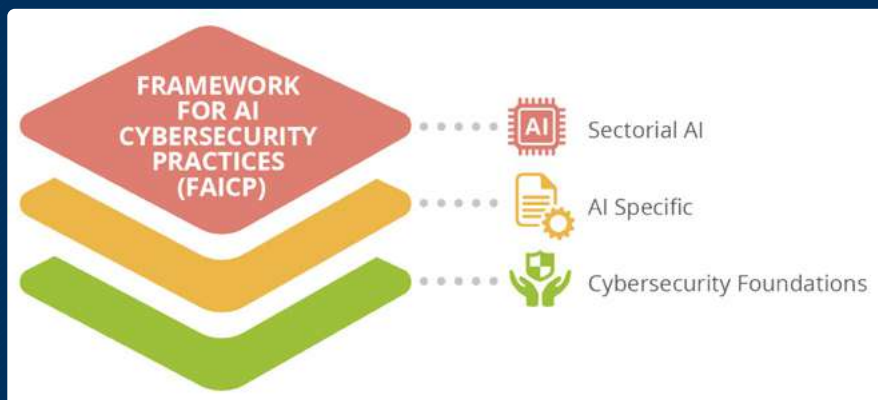 FRAMEWORK
FOR AI
CYBERSECURITY
PRACTICES
(FAICP)
AI
Sectorial AI
AI Specific
Cybersecurity Foundations